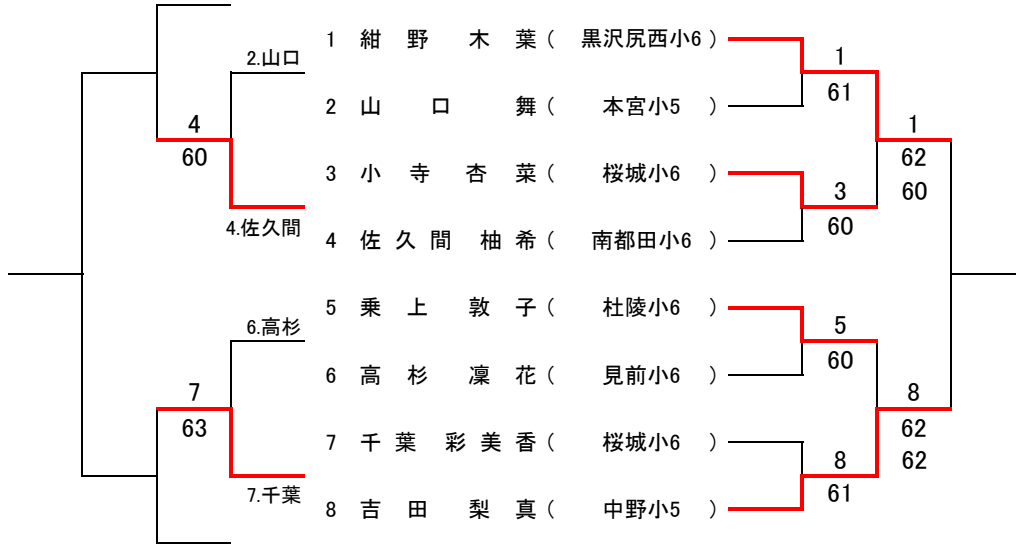 1 紺野 木葉 ( 黒沢尻西小6 )
2.山口
1
61
2 山口 舞 ( 本宮小5 )
4
60
1
62
60
3 小寺 杏菜 ( 桜城小6 )
3
60
4.佐久間
4 佐久間 柚希 ( 南都田小6 )
5 乗上 敦子 ( 杜陵小6 )
6.高杉
5
60
6 高杉 凜花 ( 見前小6 )
7
63
8
62
62
7 千葉 彩美香 ( 桜城小6 )
8
61
7.千葉
8 吉田 梨真 ( 中野小5 )